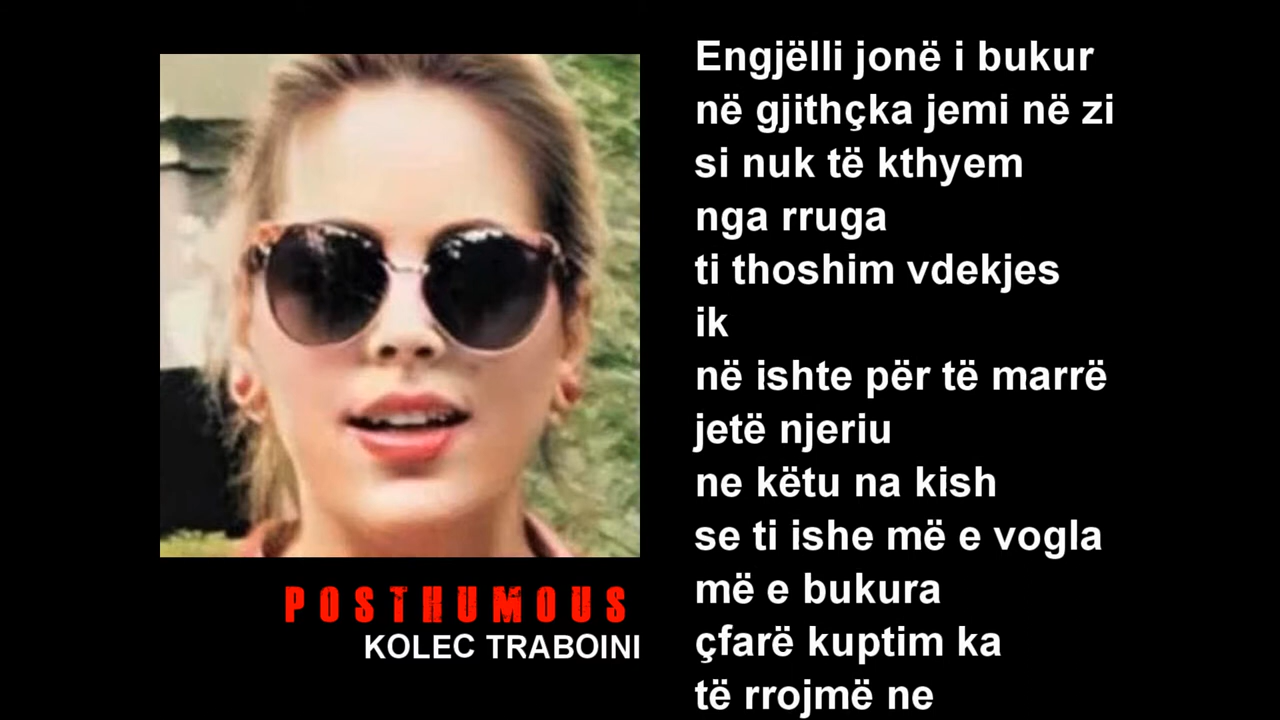 Engjëlli jonë i bukur
në gjithçka jemi në zi
si nuk të kthyem
nga rruga
ti thoshim vdekjes
ik
në ishte për të marrë
jetë njeriu
ne këtu na kish
se ti ishe më e vogla
më e bukura
çfarë kuptim ka
të rrojmë ne
POSTHUMOUS
KOLEC TRABOINI